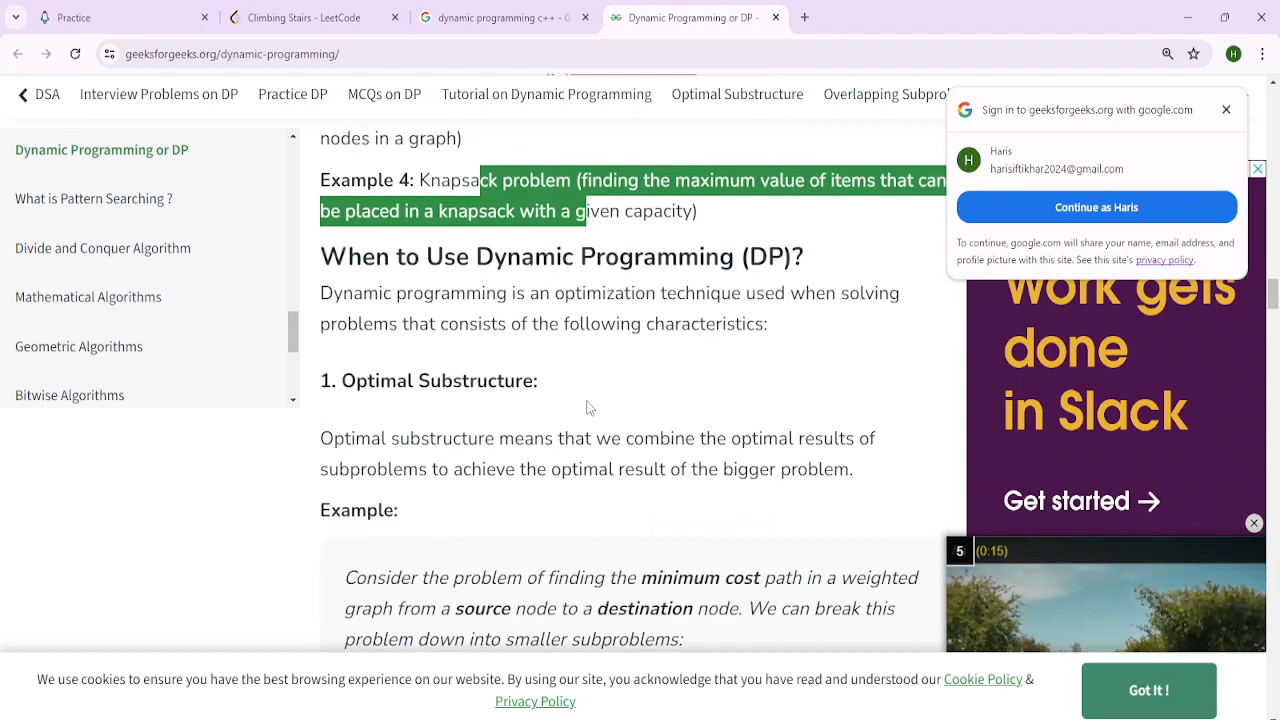 Practice
Climbing Stairs - LeetCode
dynamic programming c++ - G
Dynamic Programming or DP -
geeksforgeeks.org/dynamic-programming/
H
DSA
Interview Problems on DP
Practice DP
MCQs on DP
Tutorial on Dynamic Programming
Optimal Substructure
Overlapping Subpro
Dynamic Programming or DP
What is Pattern Searching ?
Divide and Conquer Algorithm
Mathematical Algorithms
Geometric Algorithms
Bitwise Algorithms
nodes in a graph)
Example 4: Knapsack problem (finding the maximum value of items that can
be placed in a knapsack with a given capacity)
When to Use Dynamic Programming (DP)?
Dynamic programming is an optimization technique used when solving
problems that consists of the following characteristics:
1. Optimal Substructure:
Optimal substructure means that we combine the optimal results of
subproblems to achieve the optimal result of the bigger problem.
Example:
Consider the problem of finding the minimum cost path in a weighted
graph from a source node to a destination node. We can break this
problem down into smaller subproblems:
Sign in to geeksforgeeks.org with google.com
H
Haris
harisiftikhar2024@gmail.com
Continue as Haris
To continue, google.com will share your name, email address, and
profile picture with this site. See this site's privacy policy.
Work gets
done
in Slack
Get started →
5 (0:15)
We use cookies to ensure you have the best browsing experience on our website. By using our site, you acknowledge that you have read and understood our Cookie Policy &
Privacy Policy
Got It !